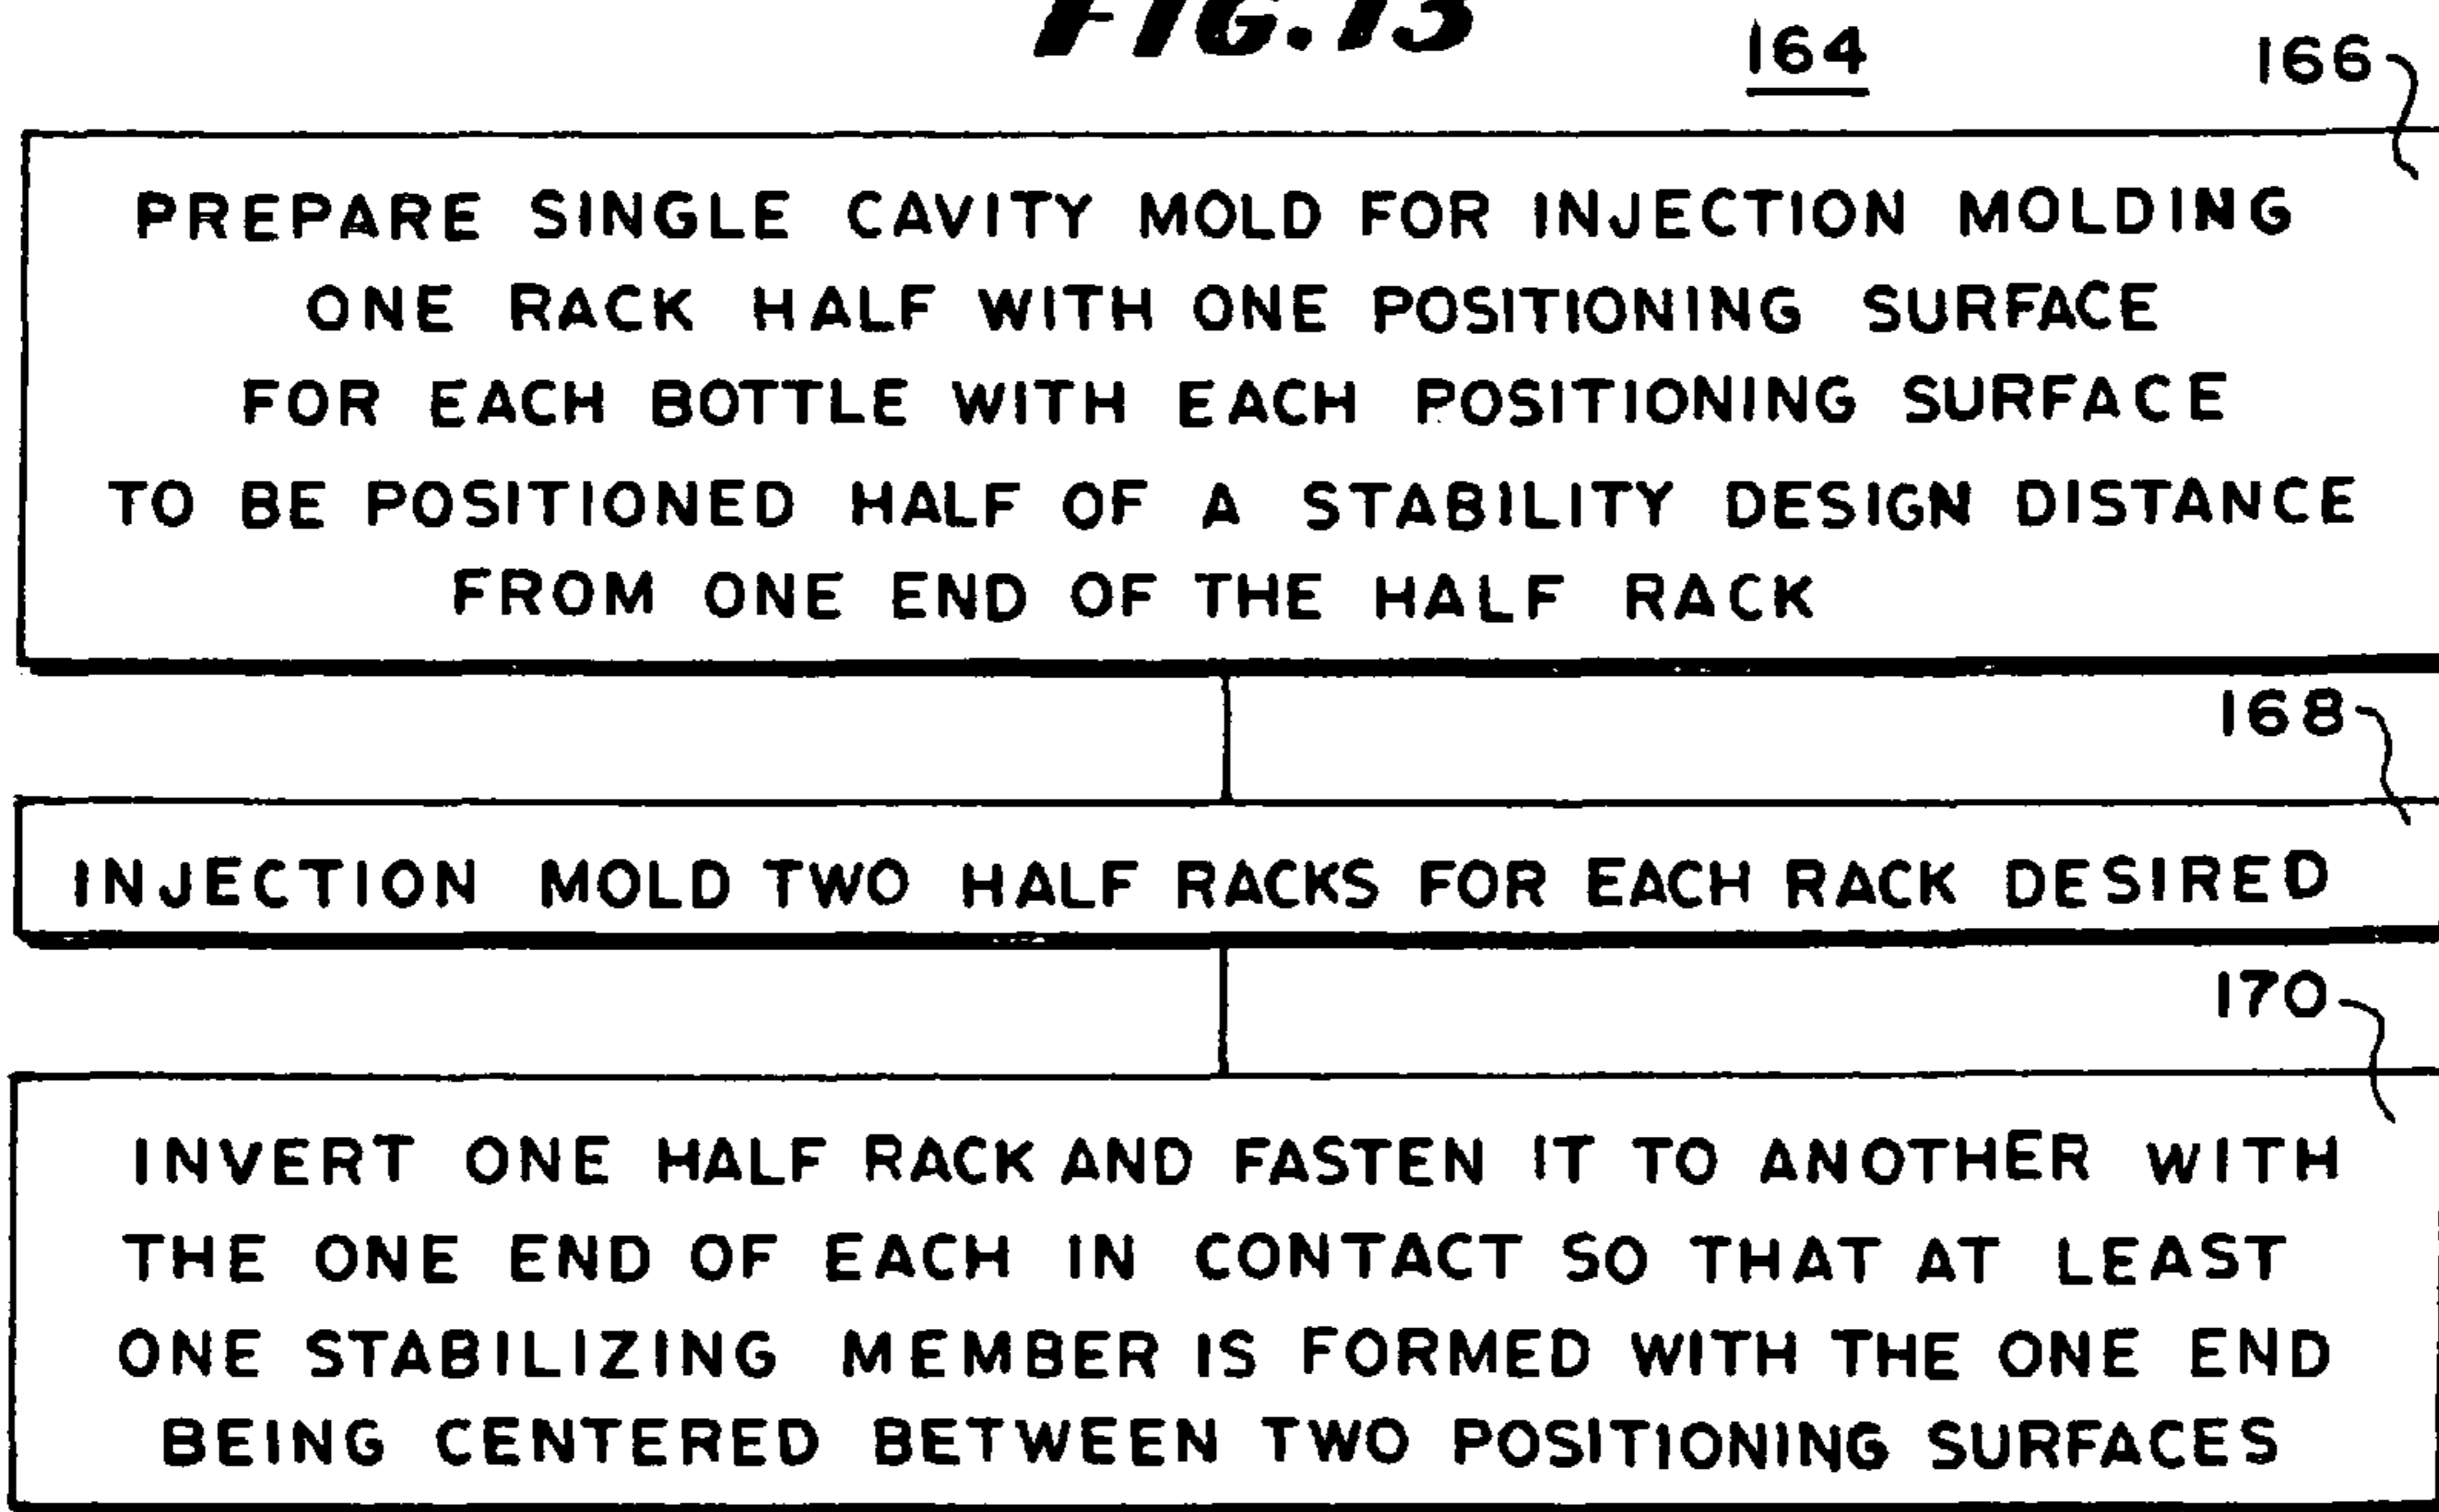 FIG. 13
164
166
PREPARE SINGLE CAVITY MOLD FOR INJECTION MOLDING
ONE RACK HALF WITH ONE POSITIONING SURFACE
FOR EACH BOTTLE WITH EACH POSITIONING SURFACE
TO BE POSITIONED HALF OF A STABILITY DESIGN DISTANCE
FROM ONE END OF THE HALF RACK
168
INJECTION MOLD TWO HALF RACKS FOR EACH RACK DESIRED
170
INVERT ONE HALF RACK AND FASTEN IT TO ANOTHER WITH
THE ONE END OF EACH IN CONTACT SO THAT AT LEAST
ONE STABILIZING MEMBER IS FORMED WITH THE ONE END
BEING CENTERED BETWEEN TWO POSITIONING SURFACES